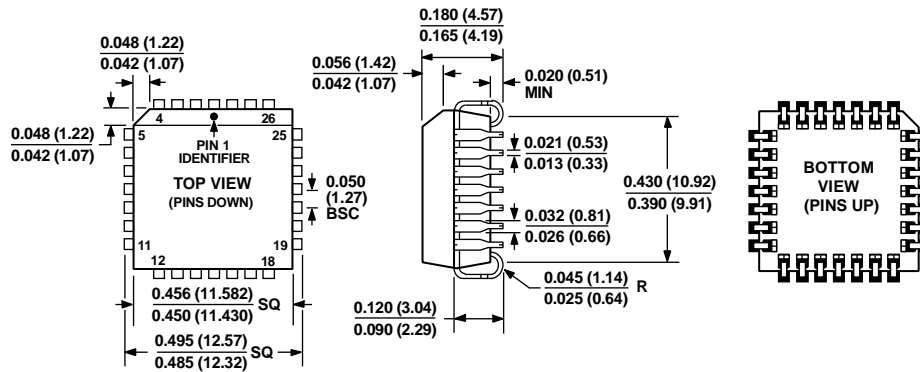 0.048 (1.22)
0.042 (1.07)
0.048 (1.22)
0.042 (1.07)
4
26
5
25
PIN 1
IDENTIFIER
TOP VIEW
(PINS DOWN)
11
19
12
18
0.050
(1.27)
BSC
0.456 (11.582)
0.450 (11.430)
SQ
0.495 (12.57)
0.485 (12.32)
SQ
0.180 (4.57)
0.165 (4.19)
0.056 (1.42)
0.042 (1.07)
0.020 (0.51)
MIN
0.021 (0.53)
0.013 (0.33)
0.032 (0.81)
0.026 (0.66)
0.430 (10.92)
0.390 (9.91)
0.045 (1.14)
0.025 (0.64)
R
0.120 (3.04)
0.090 (2.29)
BOTTOM
VIEW
(PINS UP)